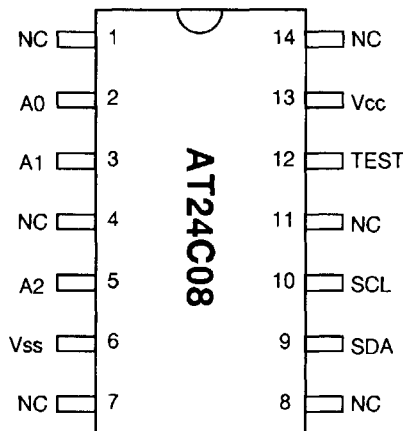 NC 1 14 NC
A0 2 13 Vcc
A1 3 12 TEST
NC 4 11 NC
A2 5 10 SCL
Vss 6 9 SDA
NC 7 8 NC
AT24C08